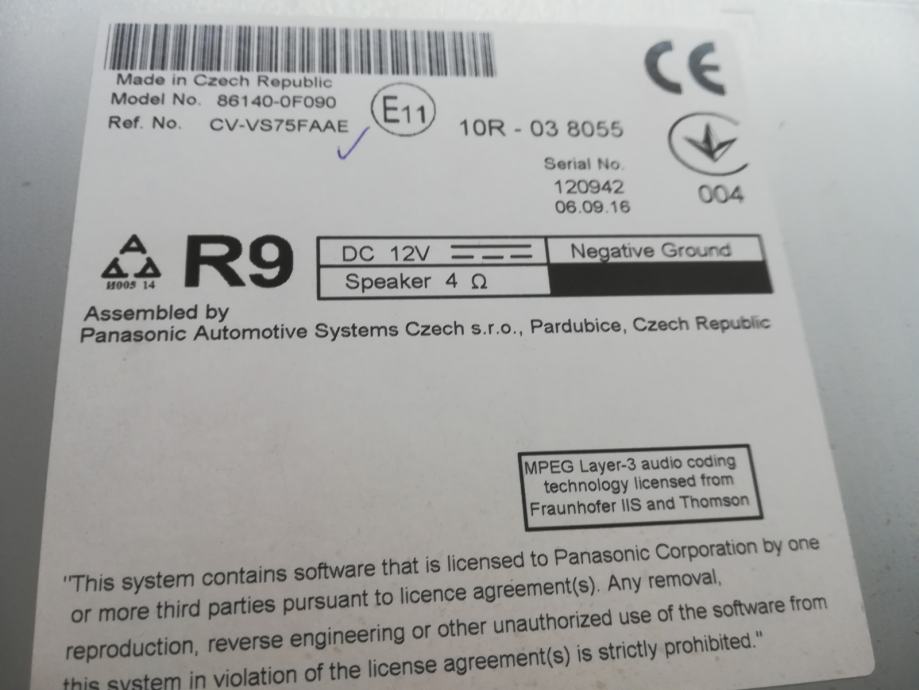 Made in Czech Republic
Model No. 86140-0F090
Ref. No. CV-VS75FAAE
E11
10R - 03 8055
CE
Serial No.
120942
06.09.16
004
A
И005 14
R9
DC 12V
Negative Ground
Speaker 4 Ω
Assembled by
Panasonic Automotive Systems Czech s.r.o., Pardubice, Czech Republic
MPEG Layer-3 audio coding
technology licensed from
Fraunhofer IIS and Thomson
"This system contains software that is licensed to Panasonic Corporation by one
or more third parties pursuant to licence agreement(s). Any removal,
reproduction, reverse engineering or other unauthorized use of the software from
this system in violation of the license agreement(s) is strictly prohibited."